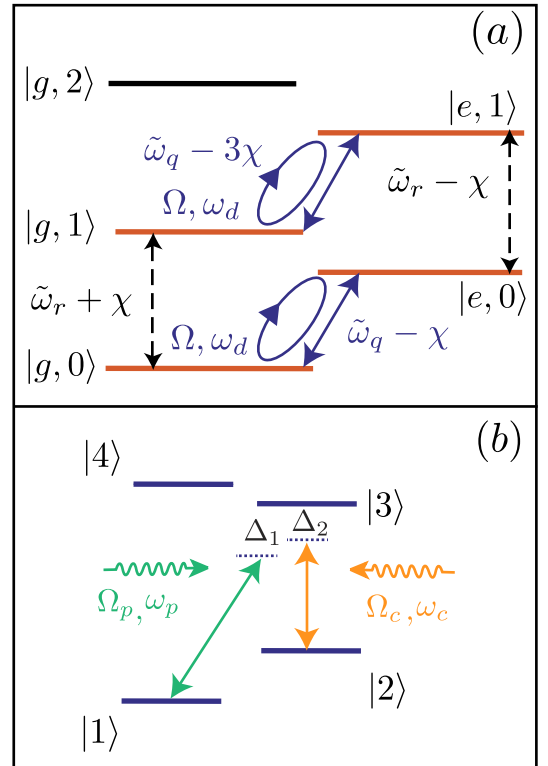 (a)
|g, 2⟩
|e, 1⟩
ω̃_q − 3χ
Ω, ω_d
ω̃_r − χ
|g, 1⟩
ω̃_r + χ
|e, 0⟩
Ω, ω_d
ω̃_q − χ
|g, 0⟩
(b)
|4⟩
|3⟩
Δ_1
Δ_2
Ω_p, ω_p
Ω_c, ω_c
|2⟩
|1⟩